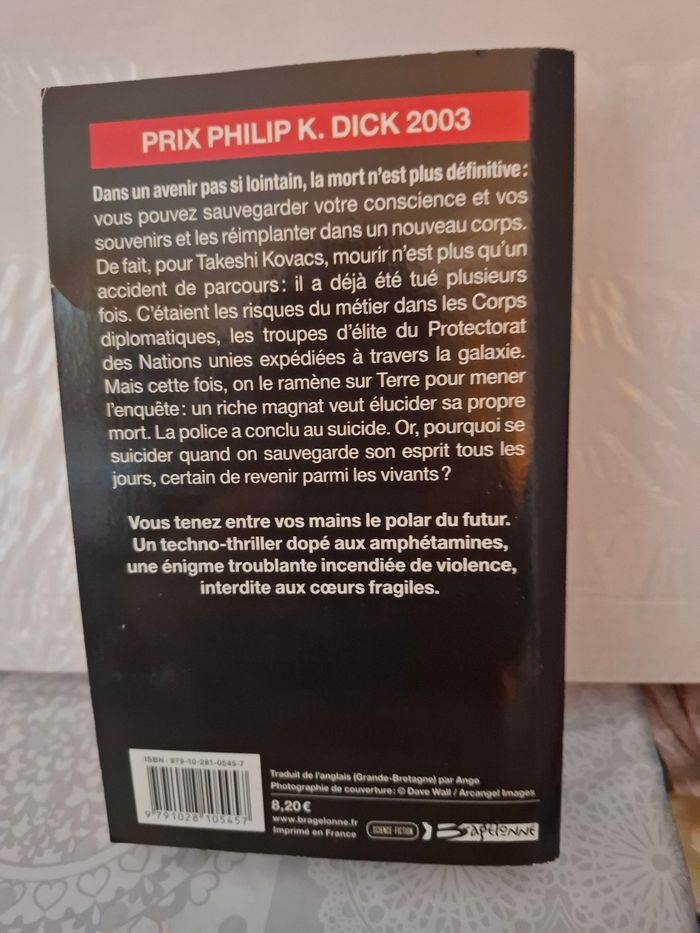 PRIX PHILIP K. DICK 2003
Dans un avenir pas si lointain, la mort n'est plus définitive :
vous pouvez sauvegarder votre conscience et vos
souvenirs et les réimplanter dans un nouveau corps.
De fait, pour Takeshi Kovacs, mourir n'est plus qu'un
accident de parcours : il a déjà été tué plusieurs
fois. C'étaient les risques du métier dans les Corps
diplomatiques, les troupes d'élite du Protectorat
des Nations unies expédiées à travers la galaxie.
Mais cette fois, on le ramène sur Terre pour mener
l'enquête : un riche magnat veut élucider sa propre
mort. La police a conclu au suicide. Or, pourquoi se
suicider quand on sauvegarde son esprit tous les
jours, certain de revenir parmi les vivants ?
Vous tenez entre vos mains le polar du futur.
Un techno-thriller dopé aux amphétamines,
une énigme troublante incendiée de violence,
interdite aux cœurs fragiles.
ISBN : 979-10-281-0545-7
9 791028 105457
Traduit de l'anglais (Grande-Bretagne) par Ange
Photographie de couverture : © Dave Wall / Arcangel Images
8,20 €
www.bragelonne.fr
Imprimé en France
SCIENCE-FICTION
Bragelonne